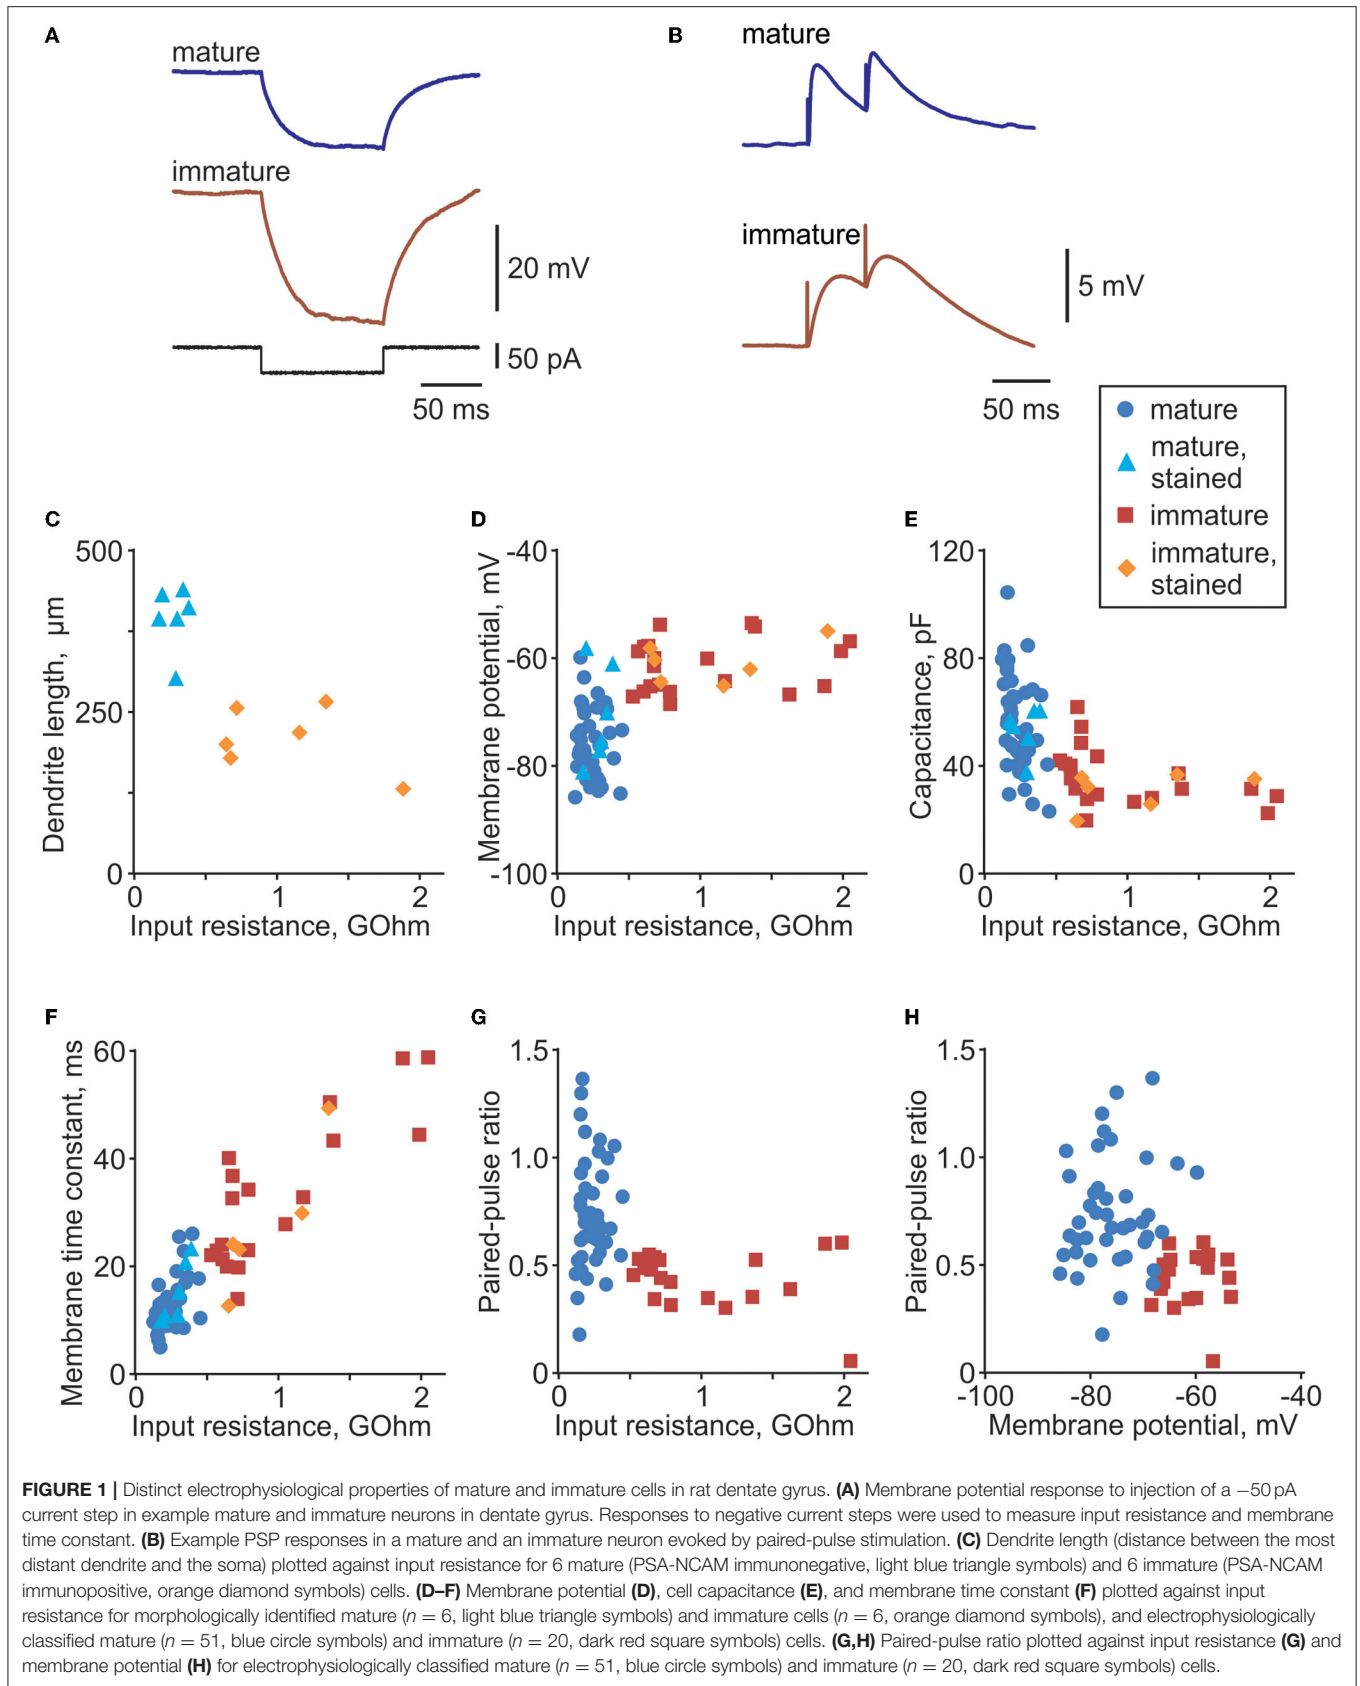 A
mature
immature
20 mV
50 pA
50 ms
B
mature
immature
5 mV
50 ms
mature
mature,
stained
immature
immature,
stained
C
500
250
0
Dendrite length, µm
0 1 2
Input resistance, GOhm
D
-40
-60
-80
-100
Membrane potential, mV
0 1 2
Input resistance, GOhm
E
120
80
40
0
Capacitance, pF
0 1 2
Input resistance, GOhm
F
60
40
20
0
Membrane time constant, ms
0 1 2
Input resistance, GOhm
G
1.5
1.0
0.5
0
Paired-pulse ratio
0 1 2
Input resistance, GOhm
H
1.5
1.0
0.5
0
Paired-pulse ratio
-100 -80 -60 -40
Membrane potential, mV
FIGURE 1 | Distinct electrophysiological properties of mature and immature cells in rat dentate gyrus. (A) Membrane potential response to injection of a −50 pA
current step in example mature and immature neurons in dentate gyrus. Responses to negative current steps were used to measure input resistance and membrane
time constant. (B) Example PSP responses in a mature and an immature neuron evoked by paired-pulse stimulation. (C) Dendrite length (distance between the most
distant dendrite and the soma) plotted against input resistance for 6 mature (PSA-NCAM immunonegative, light blue triangle symbols) and 6 immature (PSA-NCAM
immunopositive, orange diamond symbols) cells. (D–F) Membrane potential (D), cell capacitance (E), and membrane time constant (F) plotted against input
resistance for morphologically identified mature (n = 6, light blue triangle symbols) and immature cells (n = 6, orange diamond symbols), and electrophysiologically
classified mature (n = 51, blue circle symbols) and immature (n = 20, dark red square symbols) cells. (G,H) Paired-pulse ratio plotted against input resistance (G) and
membrane potential (H) for electrophysiologically classified mature (n = 51, blue circle symbols) and immature (n = 20, dark red square symbols) cells.